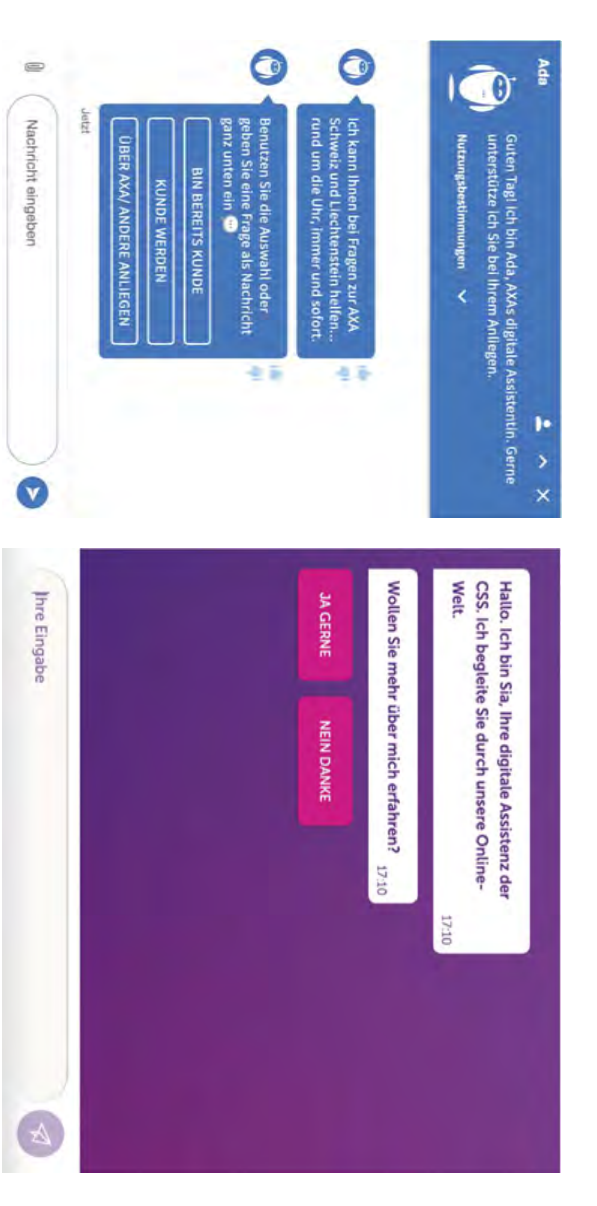 Ada
Guten Tag! Ich bin Ada, AXAs digitale Assistentin. Gerne
unterstütze ich Sie bei Ihrem Anliegen.
Nutzungsbestimmungen
Ich kann Ihnen bei Fragen zur AXA
Schweiz und Liechtenstein helfen...
rund um die Uhr, immer und sofort.
Benutzen Sie die Auswahl oder
geben Sie eine Frage als Nachricht
ganz unten ein 💬
BIN BEREITS KUNDE
KUNDE WERDEN
ÜBER AXA/ ANDERE ANLIEGEN
Jetzt
Nachricht eingeben
Hallo. Ich bin Sia, Ihre digitale Assistenz der
CSS. Ich begleite Sie durch unsere Online-
Welt.
17:10
Wollen Sie mehr über mich erfahren?
17:10
JA GERNE
NEIN DANKE
Ihre Eingabe